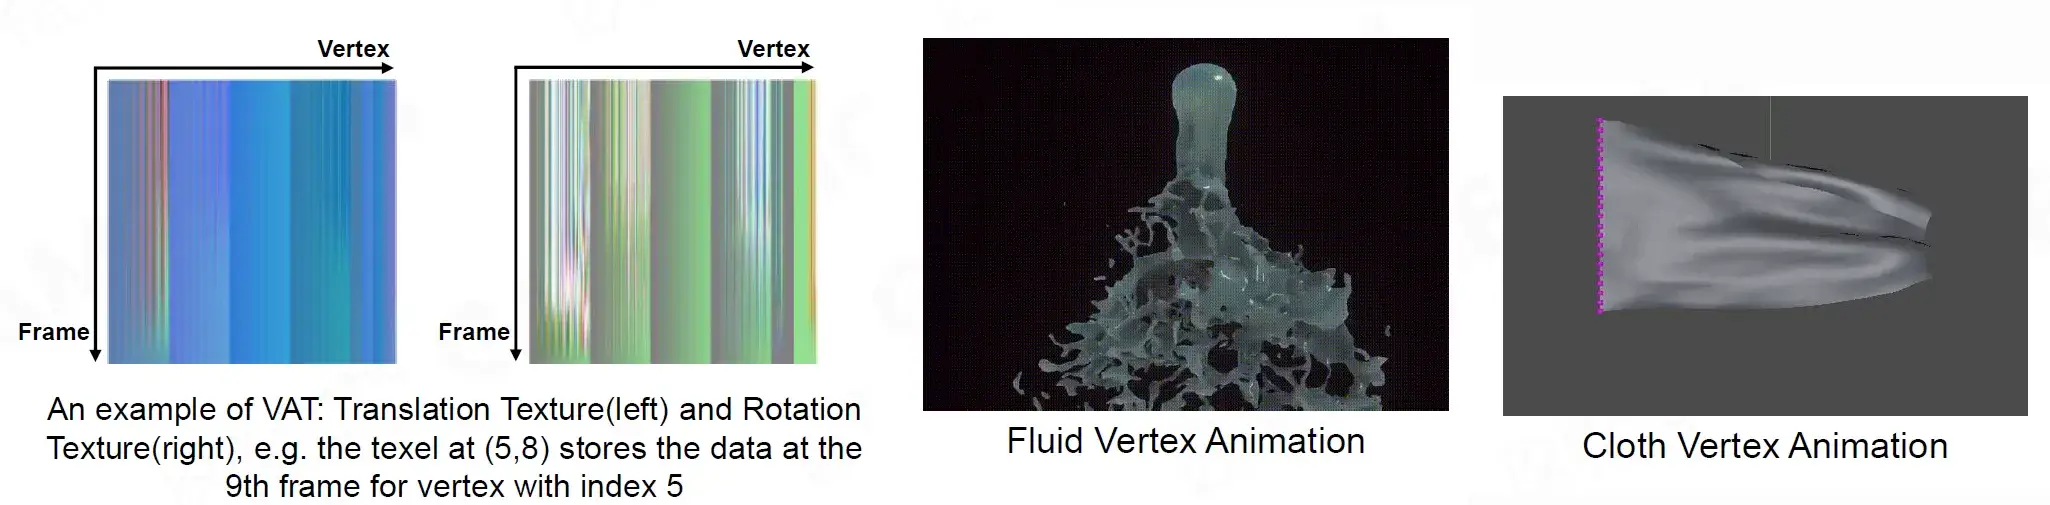 Vertex
Frame
Vertex
Frame
An example of VAT: Translation Texture(left) and Rotation
Texture(right), e.g. the texel at (5,8) stores the data at the
9th frame for vertex with index 5
Fluid Vertex Animation
Cloth Vertex Animation